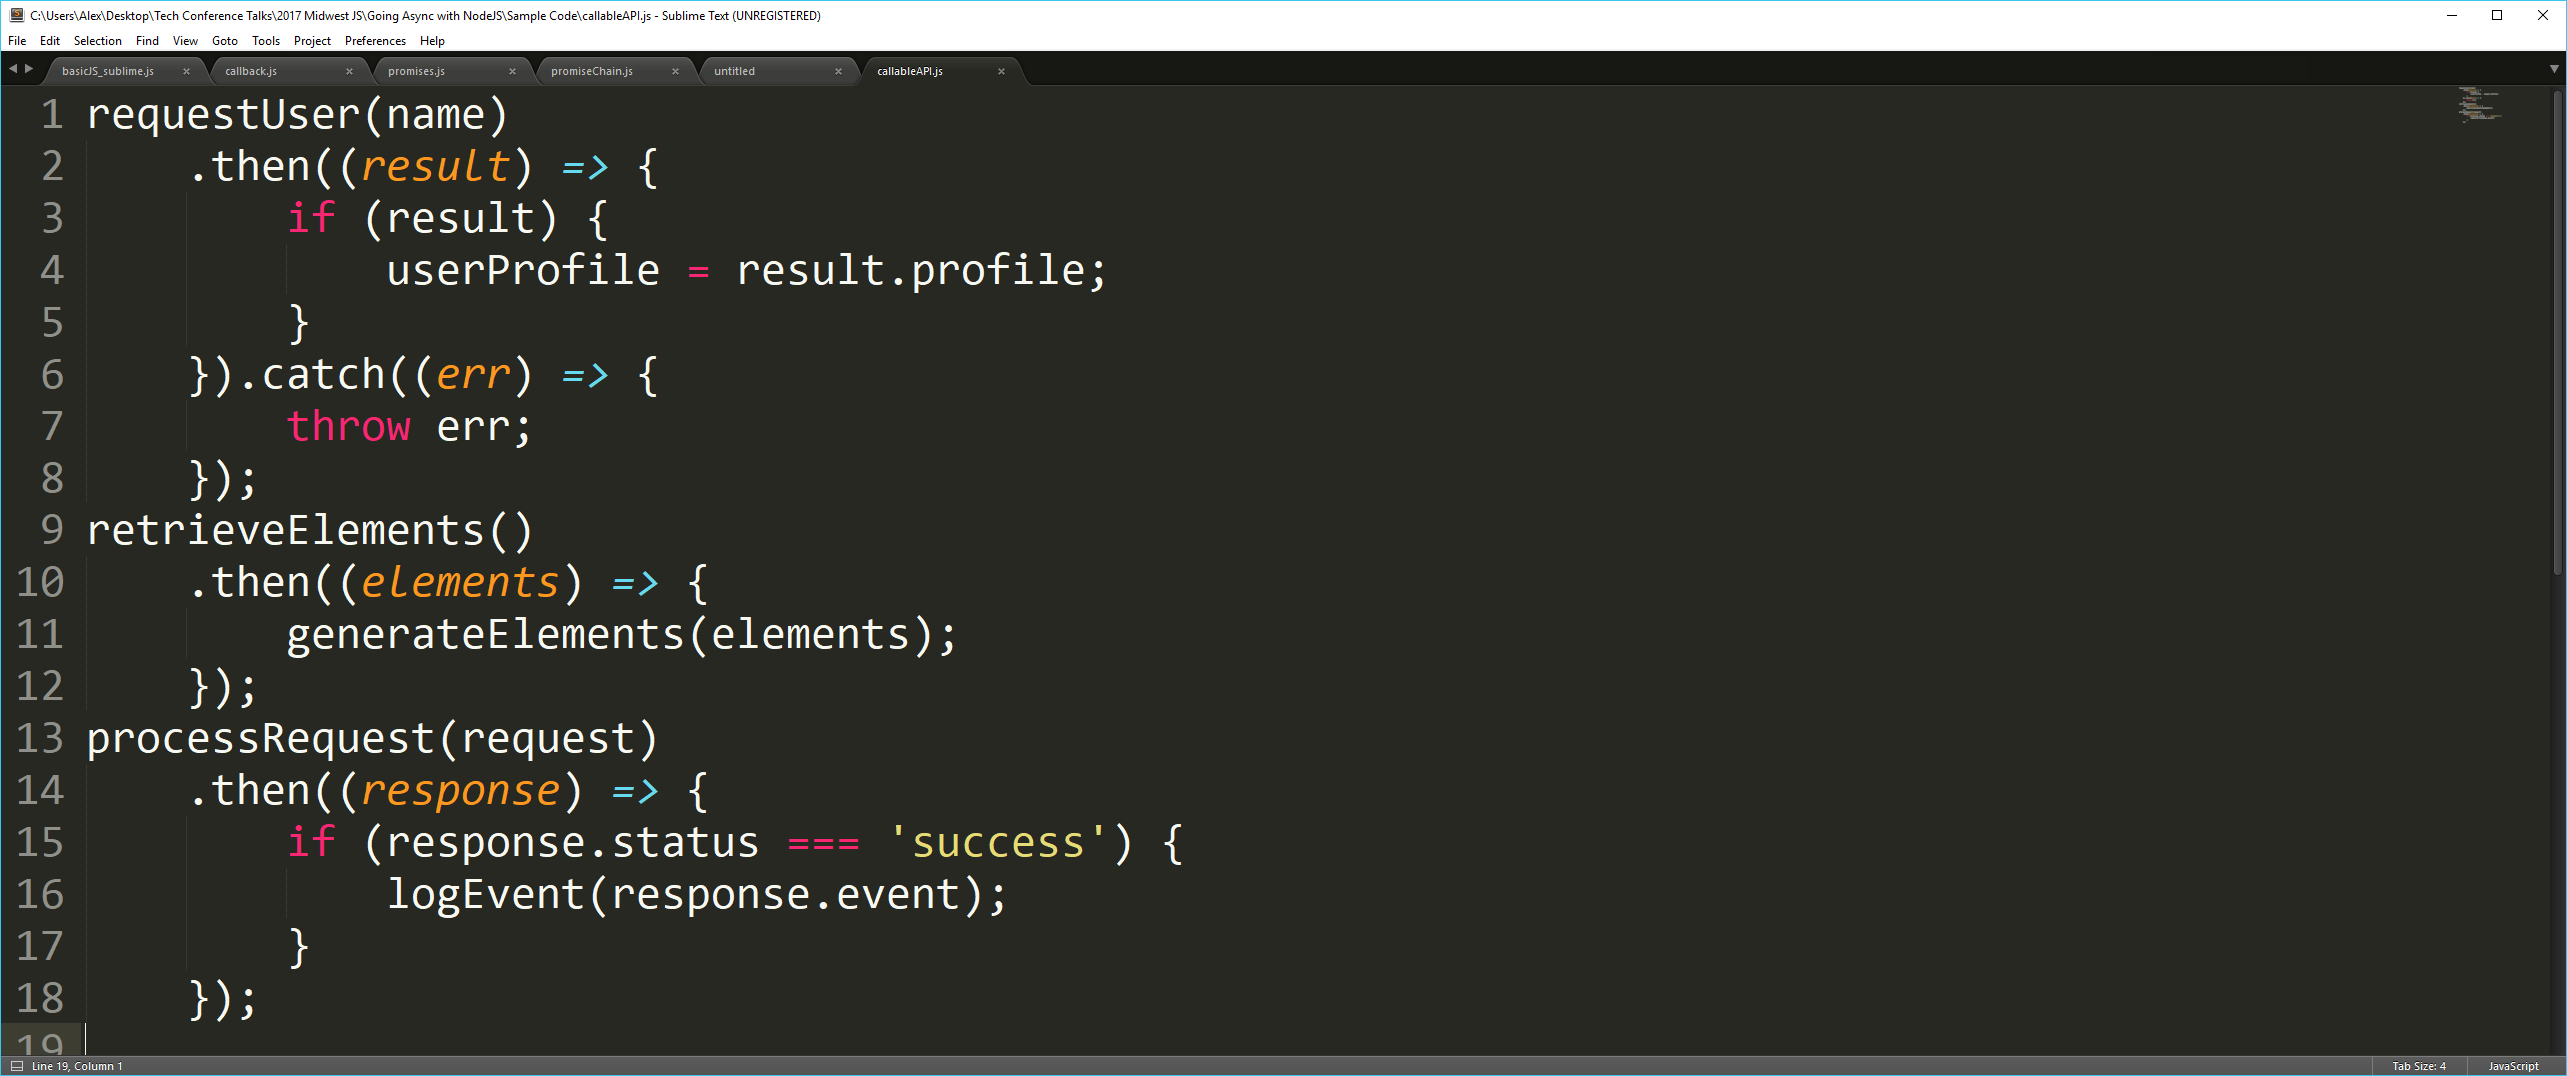 C:\Users\Alex\Desktop\Tech Conference Talks\2017 Midwest JS\Going Async with NodeJS\Sample Code\callableAPI.js - Sublime Text (UNREGISTERED)
File Edit Selection Find View Goto Tools Project Preferences Help
basicJS_sublime.js × callback.js × promises.js × promiseChain.js × untitled × callableAPI.js ×
1 requestUser(name)
2     .then((result) => {
3         if (result) {
4             userProfile = result.profile;
5         }
6     }).catch((err) => {
7         throw err;
8     });
9 retrieveElements()
10     .then((elements) => {
11         generateElements(elements);
12     });
13 processRequest(request)
14     .then((response) => {
15         if (response.status === 'success') {
16             logEvent(response.event);
17         }
18     });
19
Line 19, Column 1 Tab Size: 4 JavaScript